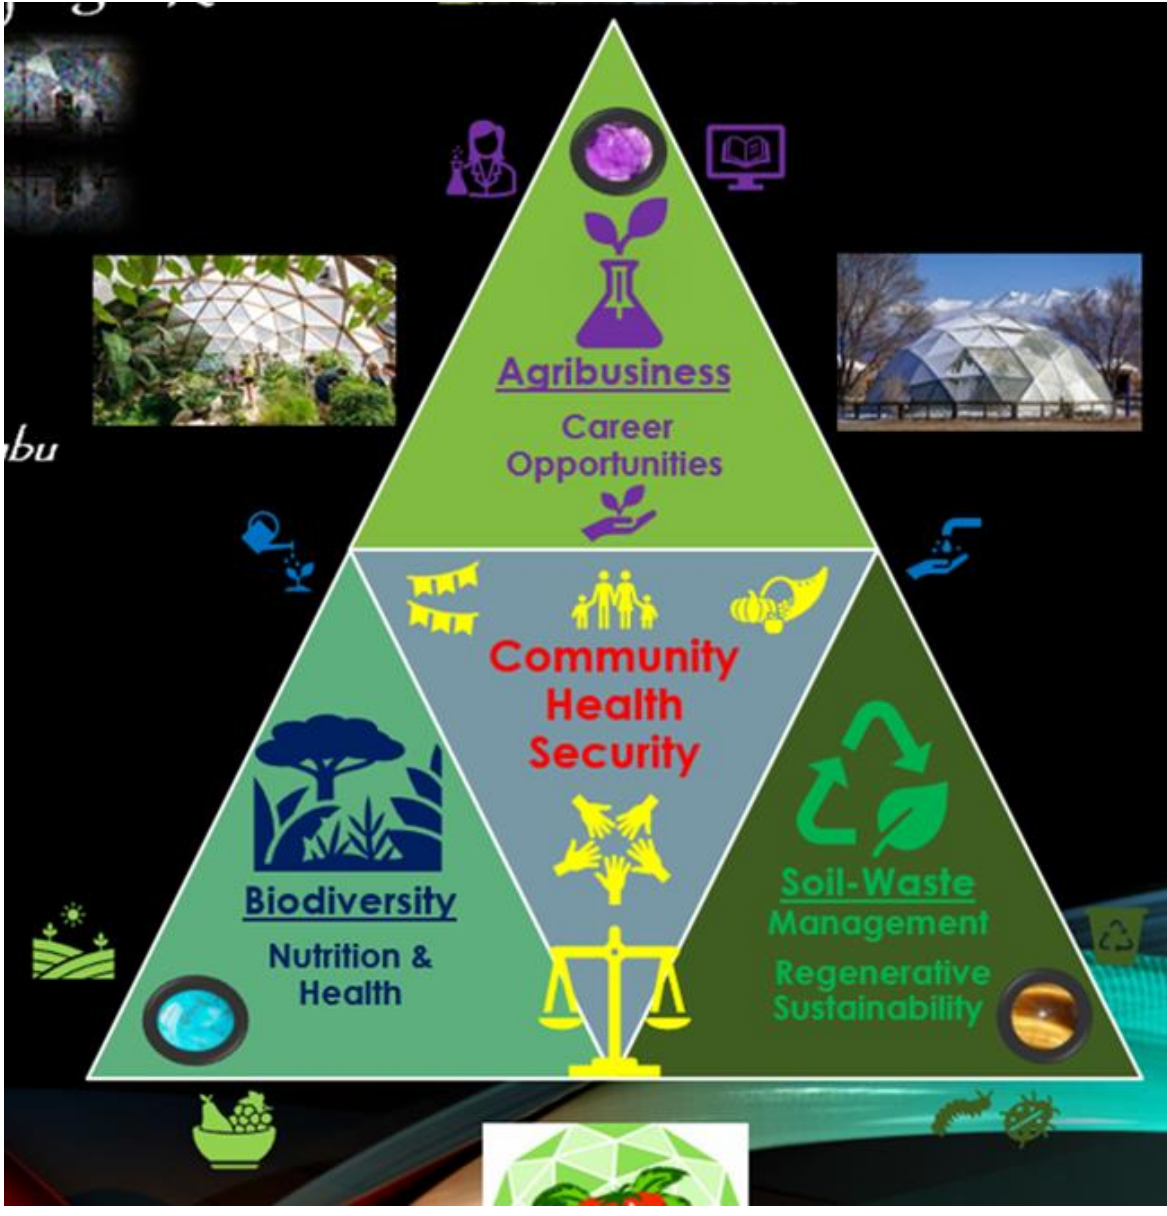 Agribusiness
Career
Opportunities
Community
Health
Security
Biodiversity
Nutrition &
Health
Soil-Waste
Management
Regenerative
Sustainability